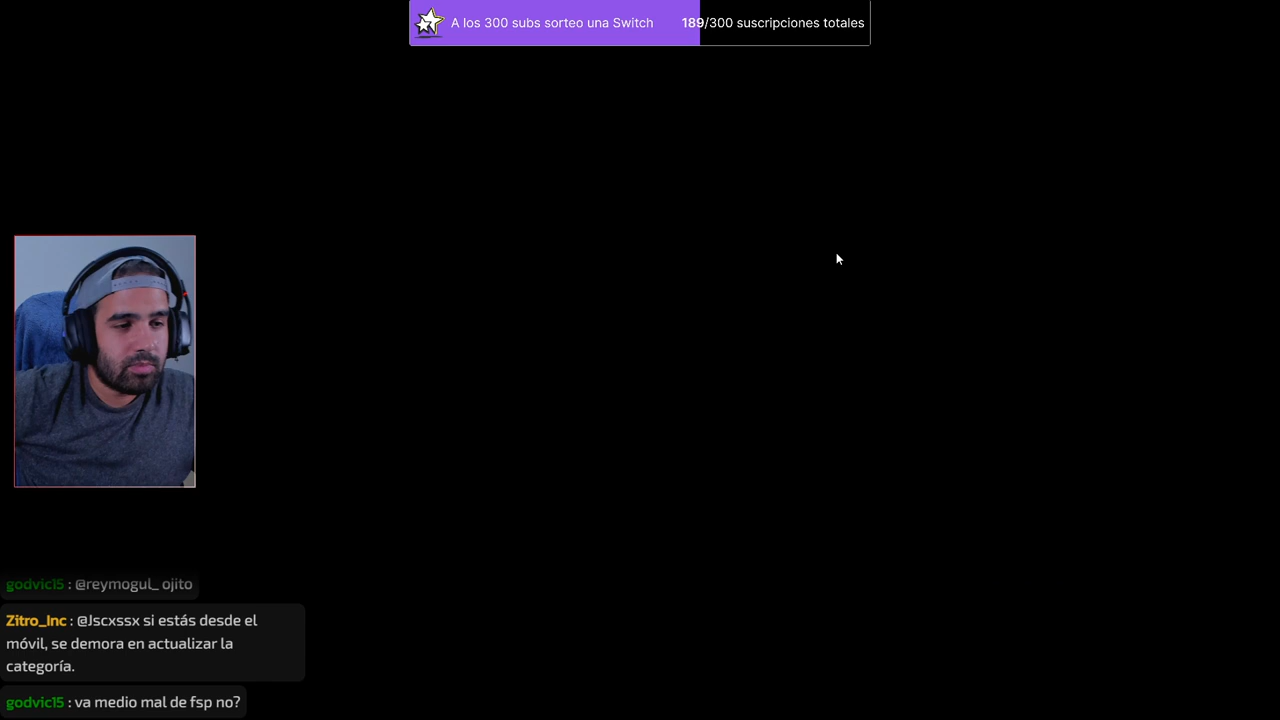 A los 300 subs sorteo una Switch 189/300 suscripciones totales
godvic15 : @reymogul_ ojito
Zitro_Inc : @Jscxssx si estás desde el
móvil, se demora en actualizar la
categoría.
godvic15 : va medio mal de fsp no?